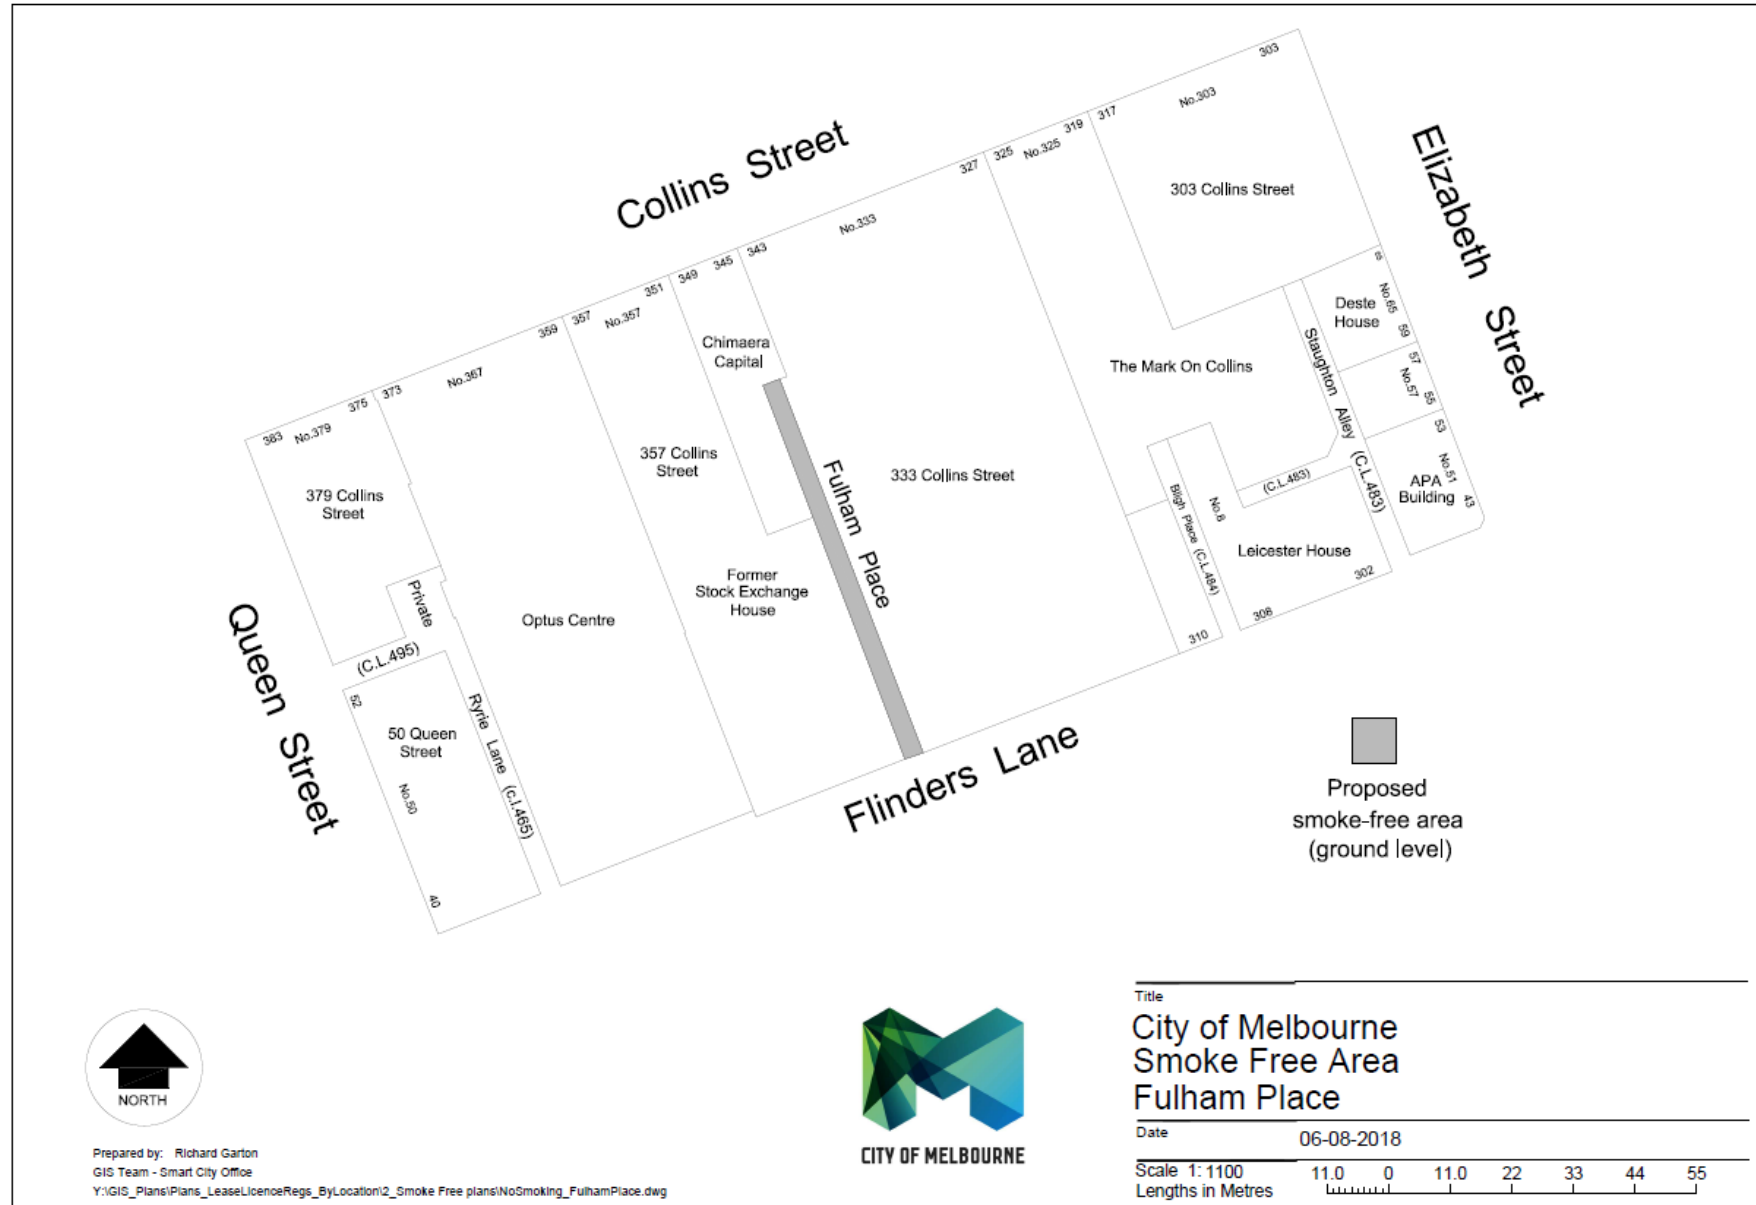 Collins Street
Elizabeth Street
Queen Street
Flinders Lane
303
No.303
317
319
No.325
325
327
No.333
343
345
349
351
No.357
357
359
No.367
373
375
No.379
383
303 Collins Street
Deste
House
No.65
59
57
No.57
55
53
No.51
43
APA
Building
Staughton Alley (C.L.483)
The Mark On Collins
(C.L.483)
Bligh Place (C.L.484)
No.8
Leicester House
302
308
310
333 Collins Street
Fulham Place
Chimaera
Capital
357 Collins
Street
Former
Stock Exchange
House
Optus Centre
379 Collins
Street
Private
(C.L.495)
52
50 Queen
Street
No.50
40
Ryrie Lane (c.l.465)
Proposed
smoke-free area
(ground level)
NORTH
Prepared by: Richard Garton
GIS Team - Smart City Office
Y:\GIS_Plans\Plans_LeaseLicenceRegs_ByLocation\2_Smoke Free plans\NoSmoking_FulhamPlace.dwg
CITY OF MELBOURNE
Title
City of Melbourne
Smoke Free Area
Fulham Place
Date 06-08-2018
Scale 1: 1100 11.0 0 11.0 22 33 44 55
Lengths in Metres